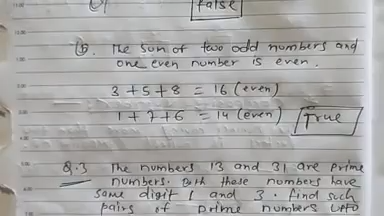 False
(b). The sum of two odd numbers and
one even number is even.
3 + 5 + 8 = 16 (even)
1 + 7 + 6 = 14 (even) True
Q.3 The numbers 13 and 31 are prime
numbers. Both these numbers have
same digit 1 and 3. find such
pairs of prime numbers upto